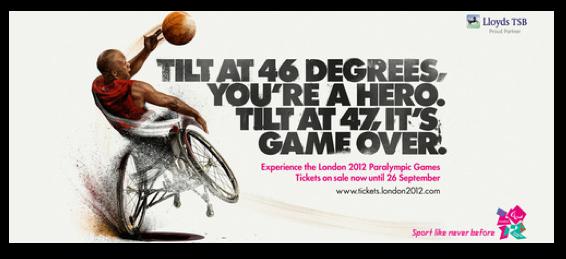 Lloyds TSB
Proud Partner
TILT AT 46 DEGREES,
YOU'RE A HERO.
TILT AT 47, IT'S
GAME OVER.
Experience the London 2012 Paralympic Games
Tickets on sale now until 26 September
www.tickets.london2012.com
Sport like never before